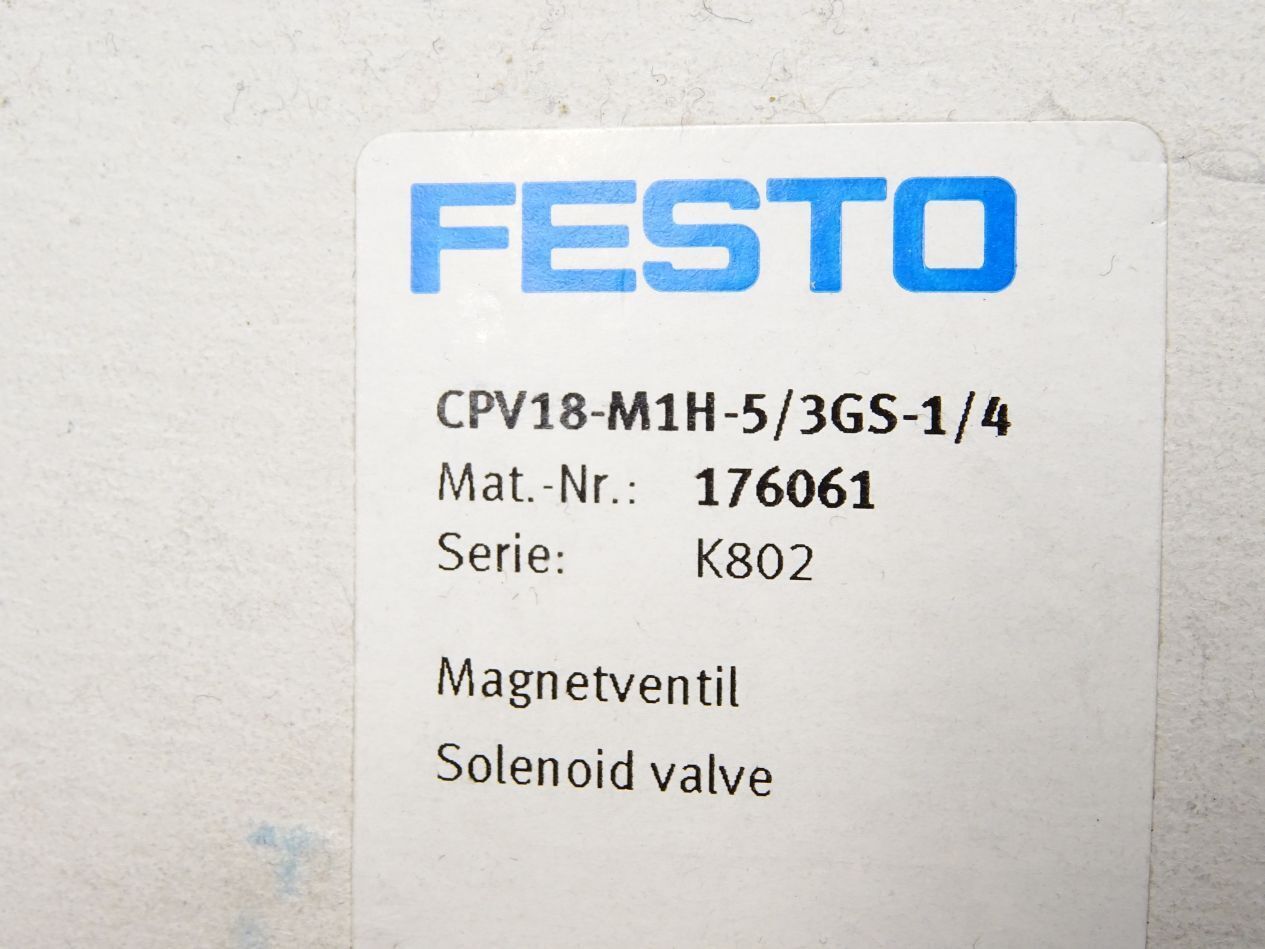 FESTO
CPV18-M1H-5/3GS-1/4
Mat.-Nr.: 176061
Serie: K802
Magnetventil
Solenoid valve